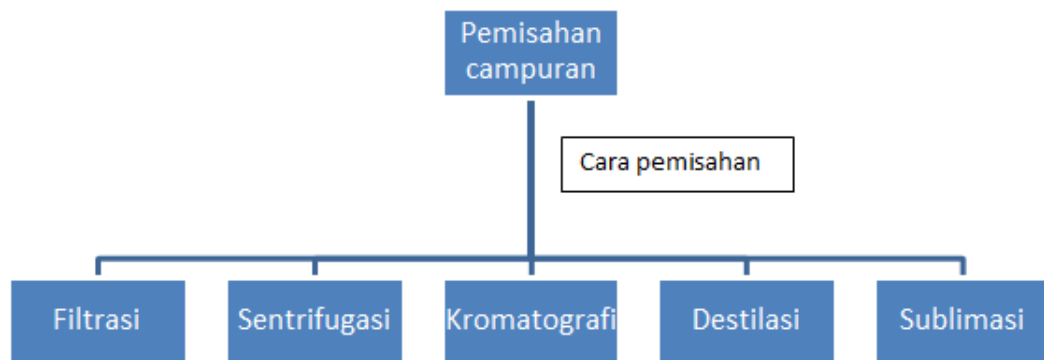 Pemisahan
campuran
Cara pemisahan
Filtrasi
Sentrifugasi
Kromatografi
Destilasi
Sublimasi